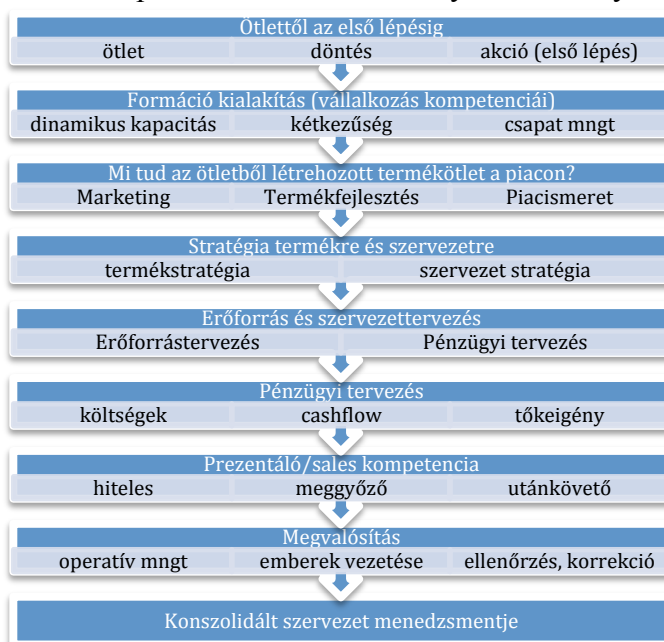 Ötlettől az első lépésig
ötlet döntés akció (első lépés)
Formáció kialakítás (vállalkozás kompetenciái)
dinamikus kapacitás kétkezűség csapat mngt
Mi tud az ötletből létrehozott termékötlet a piacon?
Marketing Termékfejlesztés Piacismeret
Stratégia termékre és szervezetre
termékstratégia szervezet stratégia
Erőforrás és szervezettervezés
Erőforrástervezés Pénzügyi tervezés
Pénzügyi tervezés
költségek cashflow tőkeigény
Prezentáló/sales kompetencia
hiteles meggyőző utánkövető
Megvalósítás
operatív mngt emberek vezetése ellenőrzés, korrekció
Konszolidált szervezet menedzsmentje